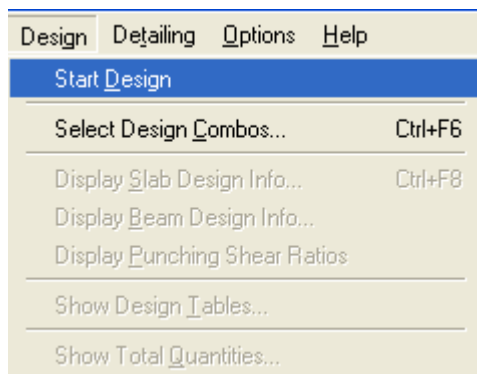 Design Detailing Options Help
Start Design
Select Design Combos... Ctrl+F6
Display Slab Design Info... Ctrl+F8
Display Beam Design Info...
Display Punching Shear Ratios
Show Design Tables...
Show Total Quantities...